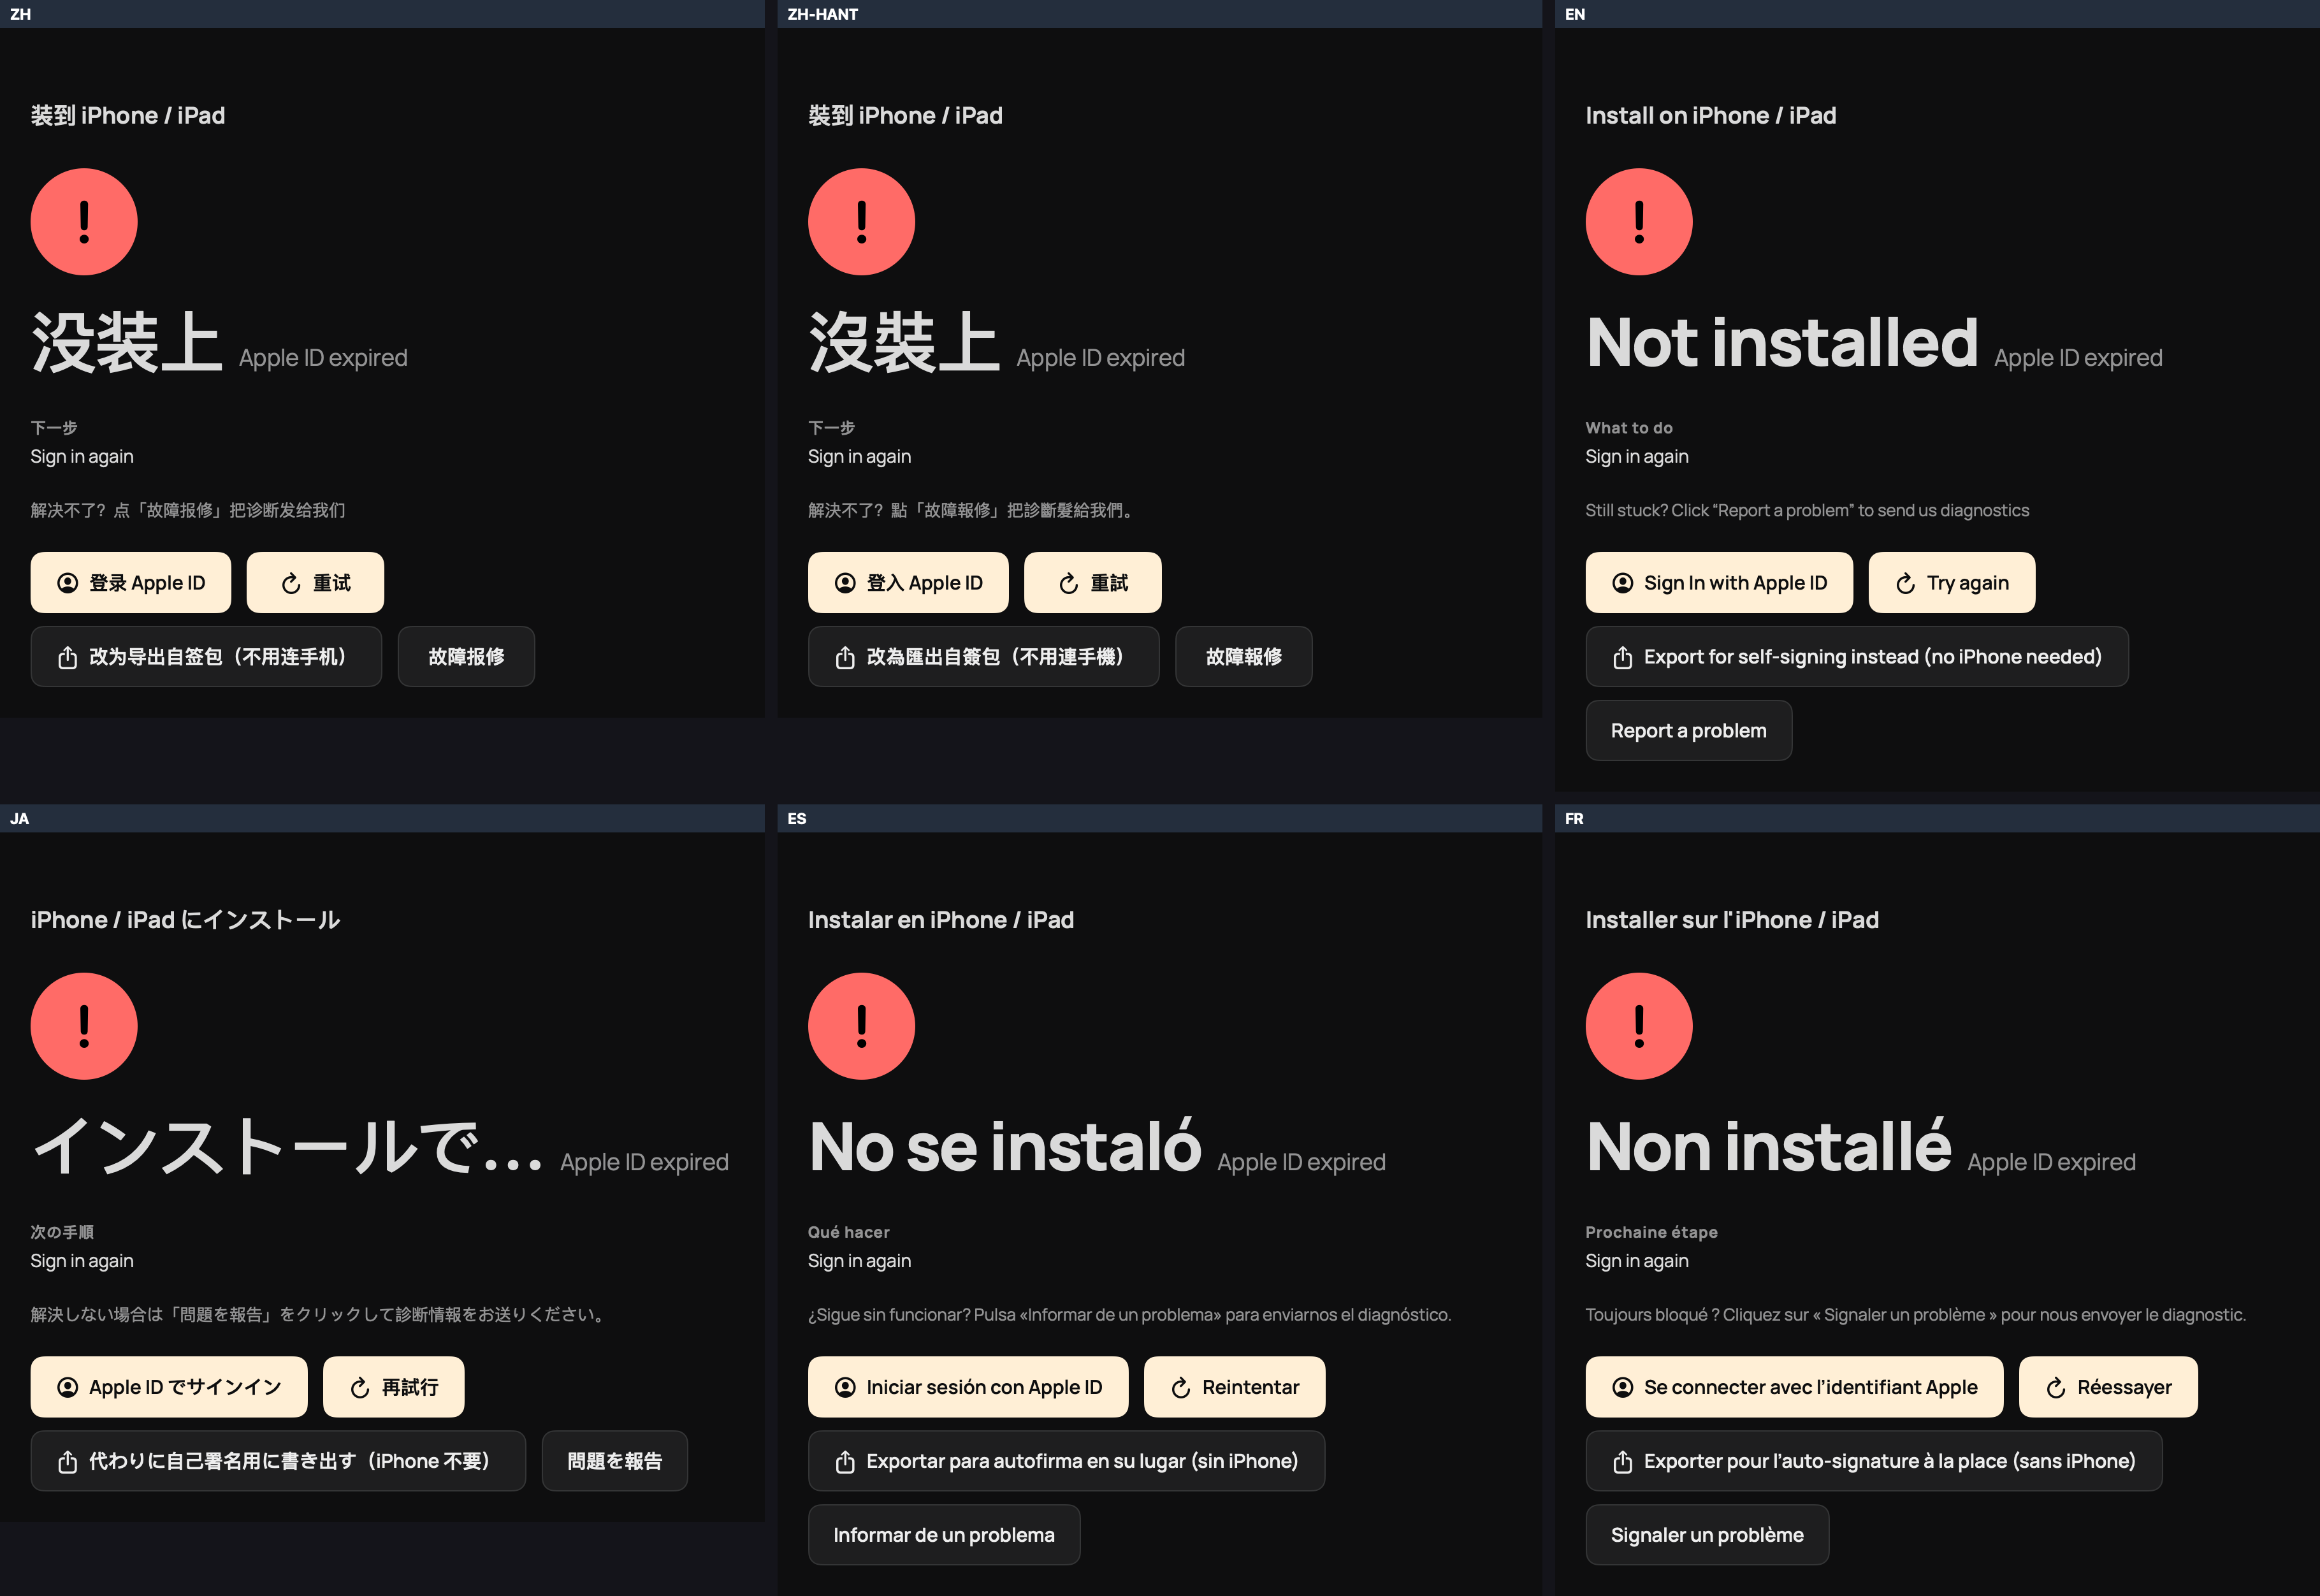 ZH
装到 iPhone / iPad
!
没装上 Apple ID expired
下一步
Sign in again
解决不了？点「故障报修」把诊断发给我们
登录 Apple ID
重试
改为导出自签包（不用连手机）
故障报修
ZH-HANT
裝到 iPhone / iPad
!
沒裝上 Apple ID expired
下一步
Sign in again
解決不了？點「故障報修」把診斷髮給我們。
登入 Apple ID
重試
改為匯出自簽包（不用連手機）
故障報修
EN
Install on iPhone / iPad
!
Not installed Apple ID expired
What to do
Sign in again
Still stuck? Click “Report a problem” to send us diagnostics
Sign In with Apple ID
Try again
Export for self-signing instead (no iPhone needed)
Report a problem
JA
iPhone / iPad にインストール
!
インストールで... Apple ID expired
次の手順
Sign in again
解決しない場合は「問題を報告」をクリックして診断情報をお送りください。
Apple ID でサインイン
再試行
代わりに自己署名用に書き出す（iPhone 不要）
問題を報告
ES
Instalar en iPhone / iPad
!
No se instaló Apple ID expired
Qué hacer
Sign in again
¿Sigue sin funcionar? Pulsa «Informar de un problema» para enviarnos el diagnóstico.
Iniciar sesión con Apple ID
Reintentar
Exportar para autofirma en su lugar (sin iPhone)
Informar de un problema
FR
Installer sur l'iPhone / iPad
!
Non installé Apple ID expired
Prochaine étape
Sign in again
Toujours bloqué ? Cliquez sur « Signaler un problème » pour nous envoyer le diagnostic.
Se connecter avec l’identifiant Apple
Réessayer
Exporter pour l’auto-signature à la place (sans iPhone)
Signaler un problème